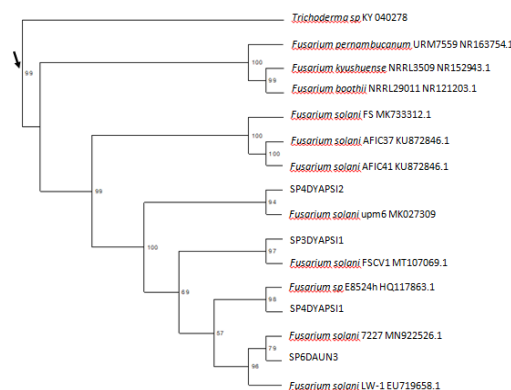 Trichoderma sp KY 040278
99
Fusarium pernambucanum URM7559 NR163754.1
100
Fusarium kyushuense NRRL3509 NR152943.1
99
Fusarium boothii NRRL29011 NR121203.1
Fusarium solani FS MK733312.1
100
Fusarium solani AFIC37 KU872846.1
100
Fusarium solani AFIC41 KU872846.1
99
SP4DYAPSI2
94
Fusarium solani upm6 MK027309
100
SP3DYAPSI1
97
Fusarium solani FSCV1 MT107069.1
69
Fusarium sp E8524h HQ117863.1
98
SP4DYAPSI1
57
Fusarium solani 7227 MN922526.1
79
SP6DAUN3
96
Fusarium solani LW-1 EU719658.1